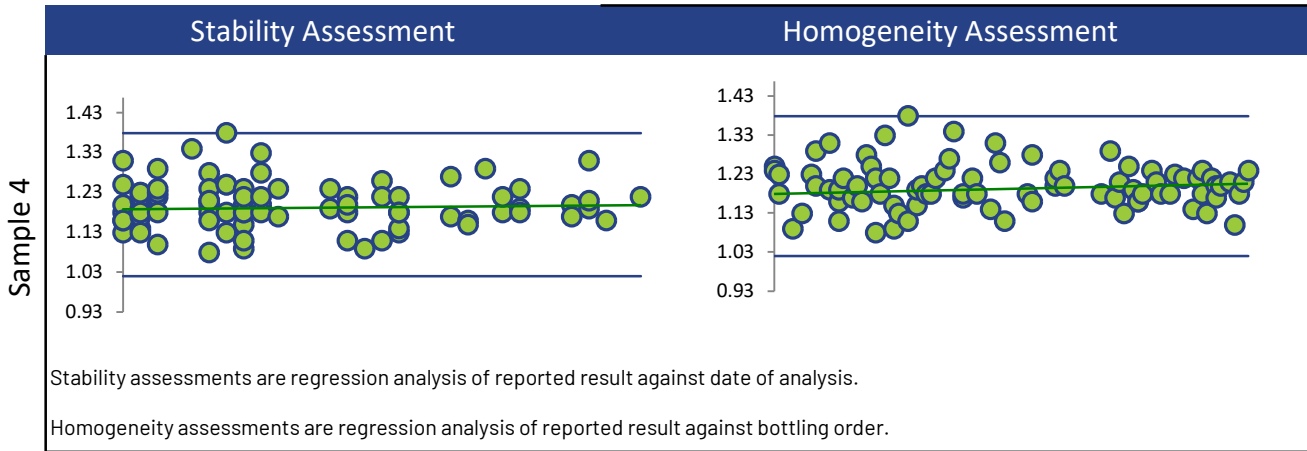 Stability Assessment
Homogeneity Assessment
Sample 4
1.43
1.33
1.23
1.13
1.03
0.93
1.43
1.33
1.23
1.13
1.03
0.93
Stability assessments are regression analysis of reported result against date of analysis.
Homogeneity assessments are regression analysis of reported result against bottling order.